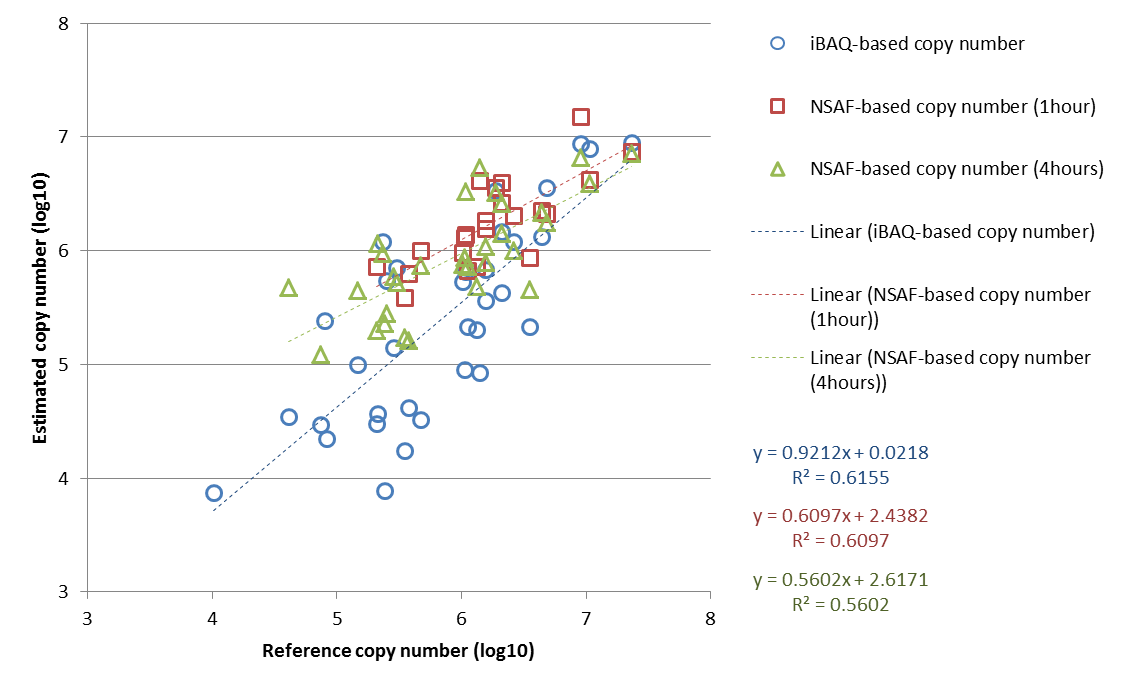 8
7
6
5
4
3
3 4 5 6 7 8
Estimated copy number (log10)
Reference copy number (log10)
iBAQ-based copy number
NSAF-based copy number (1hour)
NSAF-based copy number (4hours)
Linear (iBAQ-based copy number)
Linear (NSAF-based copy number
(1hour))
Linear (NSAF-based copy number
(4hours))
y = 0.9212x + 0.0218
R² = 0.6155
y = 0.6097x + 2.4382
R² = 0.6097
y = 0.5602x + 2.6171
R² = 0.5602